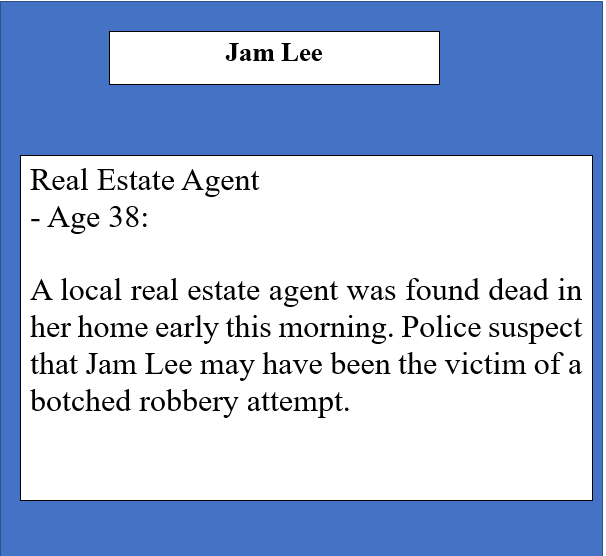 Jam Lee
Real Estate Agent
- Age 38:
A local real estate agent was found dead in
her home early this morning. Police suspect
that Jam Lee may have been the victim of a
botched robbery attempt.